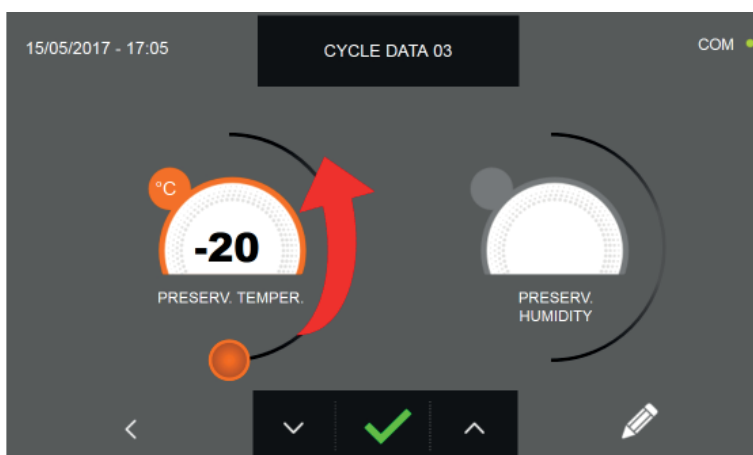 15/05/2017 - 17:05
CYCLE DATA 03
COM
°C
-20
PRESERV. TEMPER.
PRESERV.
HUMIDITY